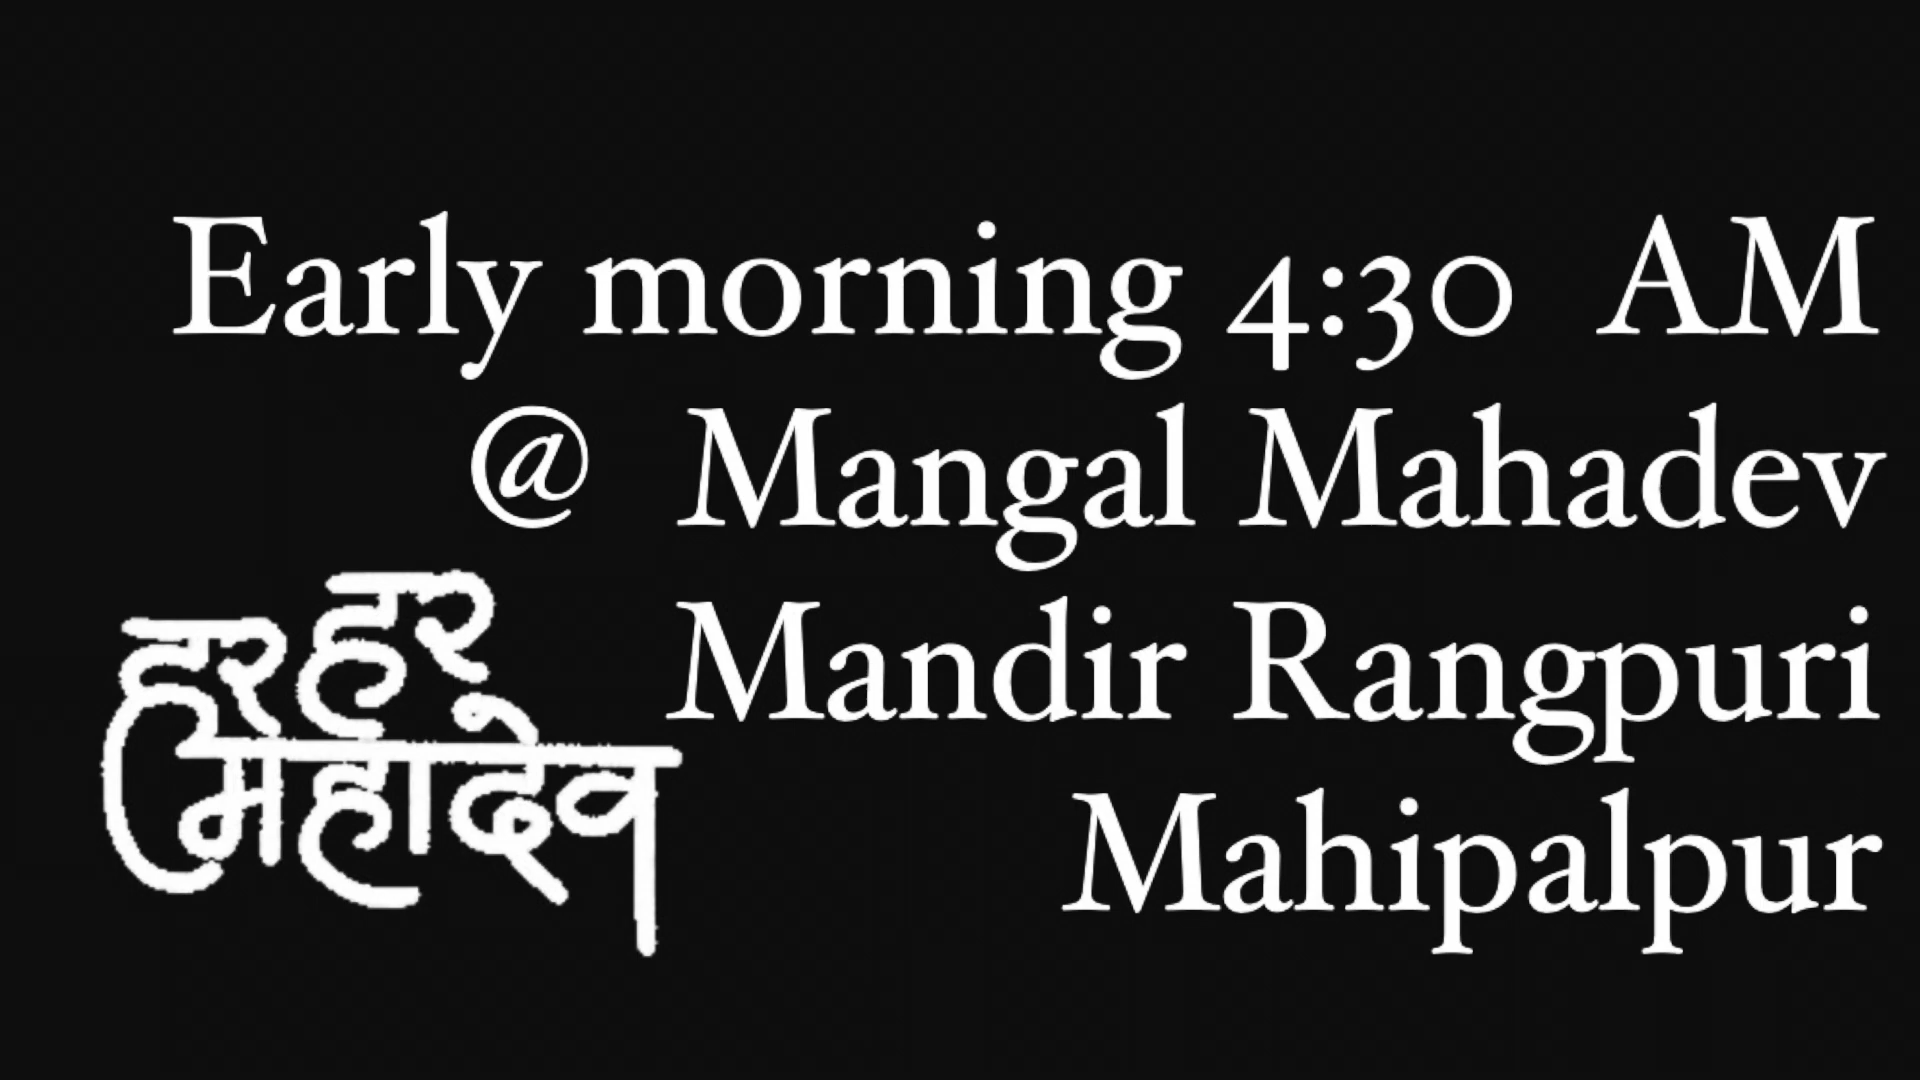 Early morning 4:30 AM
@ Mangal Mahadev
Mandir Rangpuri
Mahipalpur
हर हर
महादेव